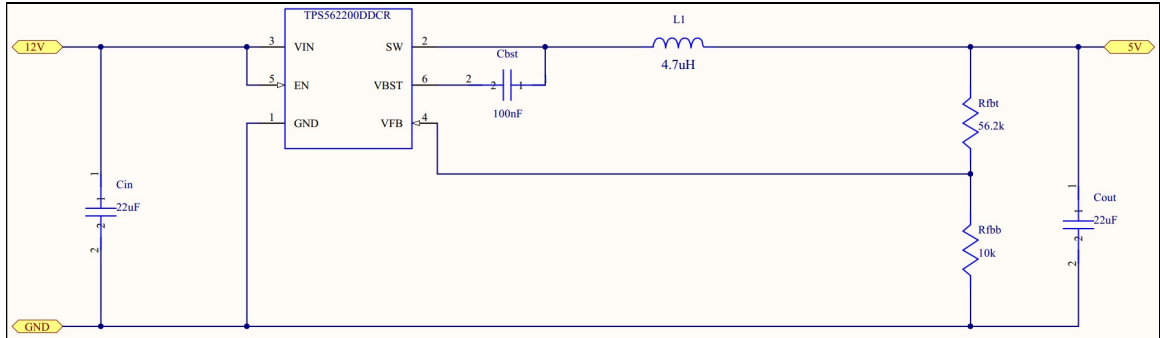 TPS562200DDCR
L1
12V
3
VIN
SW
2
5V
4.7uH
Cbst
5
EN
VBST
6
2
2
1
100nF
1
GND
VFB
4
Rfbt
56.2k
1
Cin
1
22uF
2
2
1
Cout
1
22uF
2
2
Rfbb
10k
GND